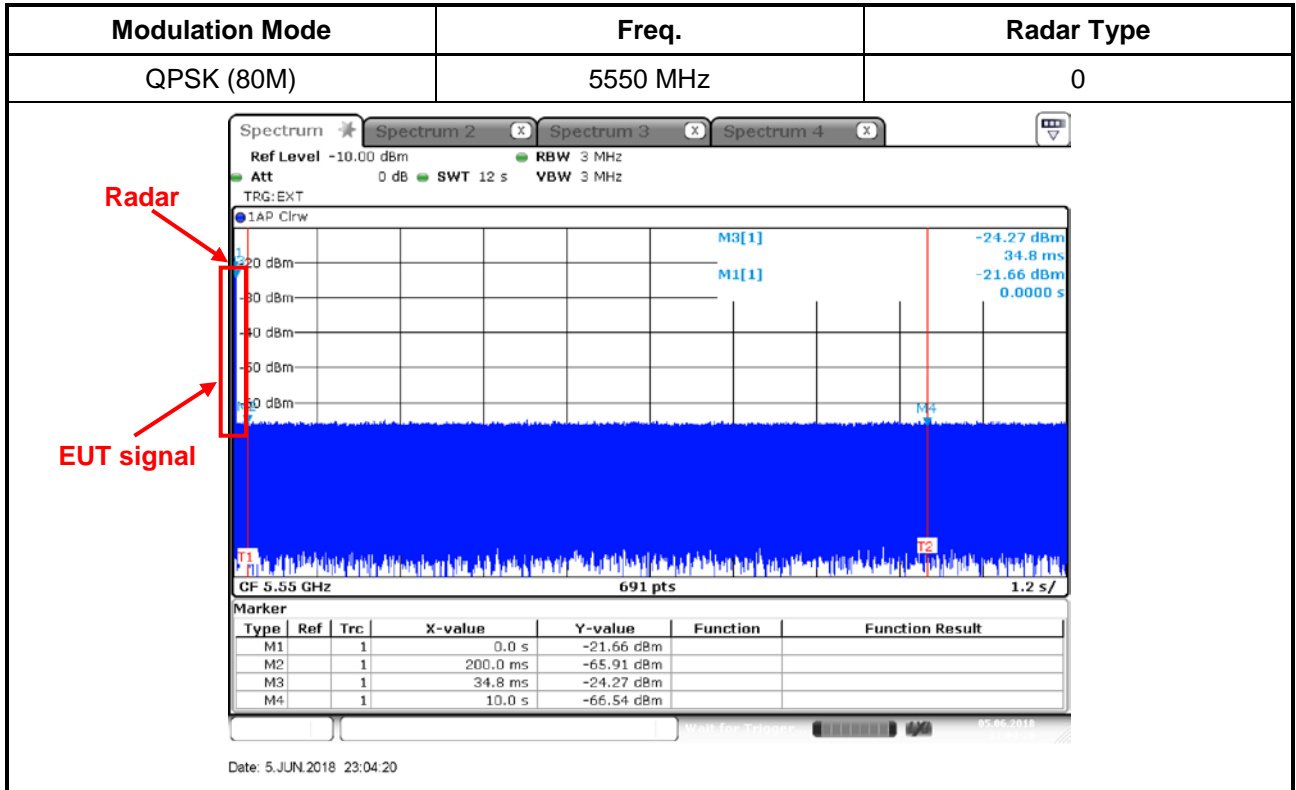 Modulation Mode Freq. Radar Type
QPSK (80M) 5550 MHz 0
Spectrum Spectrum 2 X Spectrum 3 X Spectrum 4 X
Ref Level -10.00 dBm RBW 3 MHz
Att 0 dB SWT 12 s VBW 3 MHz
TRG:EXT
Radar
1AP Clrw
M3[1] -24.27 dBm
34.8 ms
M1[1] -21.66 dBm
0.0000 s
-30 dBm
-40 dBm
-50 dBm
M4
EUT signal
T1 T2
CF 5.55 GHz 691 pts 1.2 s/
Marker
Type Ref Trc X-value Y-value Function Function Result
M1 1 0.0 s -21.66 dBm
M2 1 200.0 ms -65.91 dBm
M3 1 34.8 ms -24.27 dBm
M4 1 10.0 s -66.54 dBm
Wait for Trigger 05.06.2018
Date: 5.JUN.2018 23:04:20